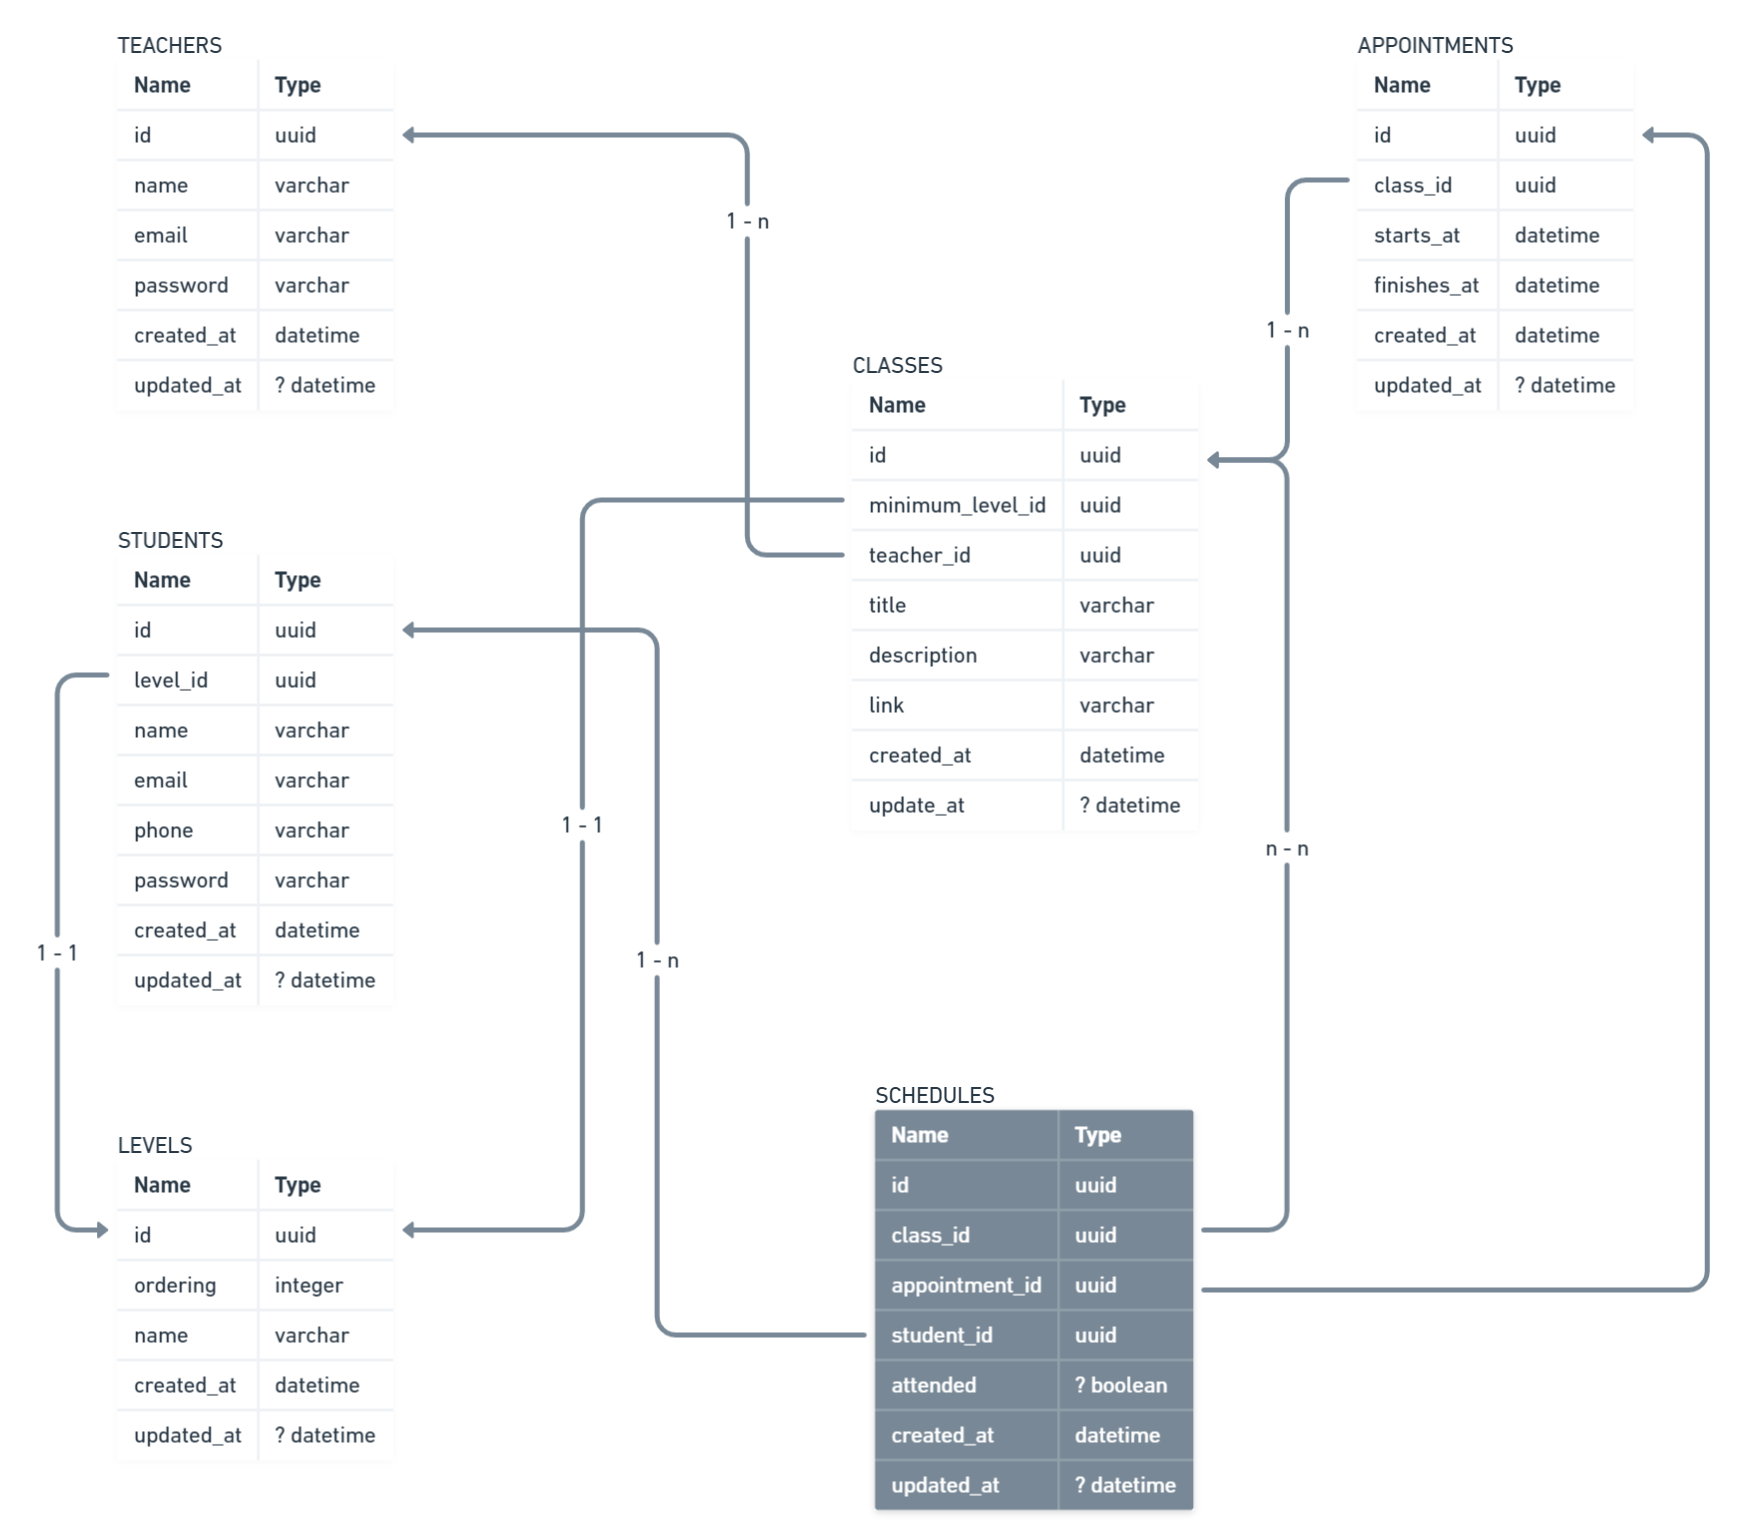 TEACHERS
Name Type
id uuid
name varchar
email varchar
password varchar
created_at datetime
updated_at ? datetime
APPOINTMENTS
Name Type
id uuid
class_id uuid
starts_at datetime
finishes_at datetime
created_at datetime
updated_at ? datetime
1 - n
1 - n
CLASSES
Name Type
id uuid
minimum_level_id uuid
teacher_id uuid
title varchar
description varchar
link varchar
created_at datetime
update_at ? datetime
STUDENTS
Name Type
id uuid
level_id uuid
name varchar
email varchar
phone varchar
password varchar
created_at datetime
updated_at ? datetime
1 - 1
n - n
1 - 1
1 - n
LEVELS
Name Type
id uuid
ordering integer
name varchar
created_at datetime
updated_at ? datetime
SCHEDULES
Name Type
id uuid
class_id uuid
appointment_id uuid
student_id uuid
attended ? boolean
created_at datetime
updated_at ? datetime